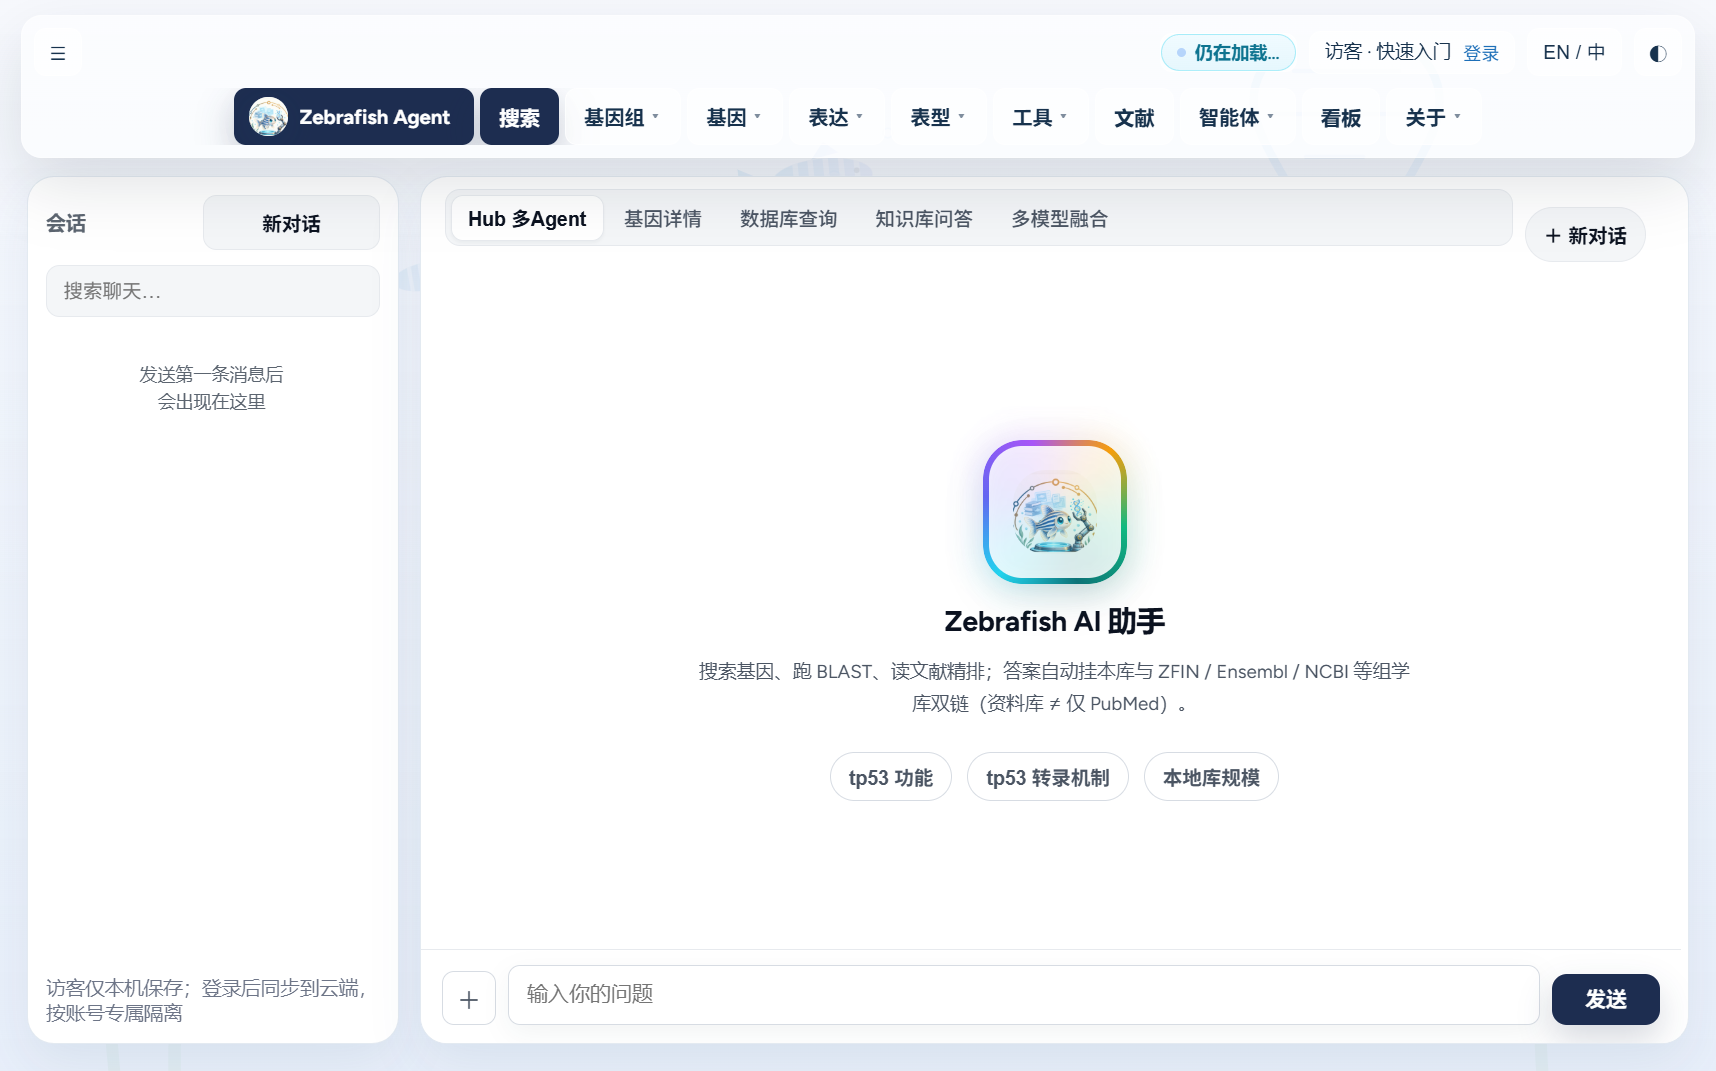 ☰
仍在加载...
访客 · 快速入门 登录
EN / 中
Zebrafish Agent
搜索
基因组
基因
表达
表型
工具
文献
智能体
看板
关于
会话
新对话
搜索聊天...
发送第一条消息后
会出现在这里
访客仅本机保存；登录后同步到云端，
按账号专属隔离
Hub 多Agent
基因详情
数据库查询
知识库问答
多模型融合
+ 新对话
Zebrafish AI 助手
搜索基因、跑 BLAST、读文献精排；答案自动挂本库与 ZFIN / Ensembl / NCBI 等组学
库双链（资料库 ≠ 仅 PubMed）。
tp53 功能
tp53 转录机制
本地库规模
+
输入你的问题
发送